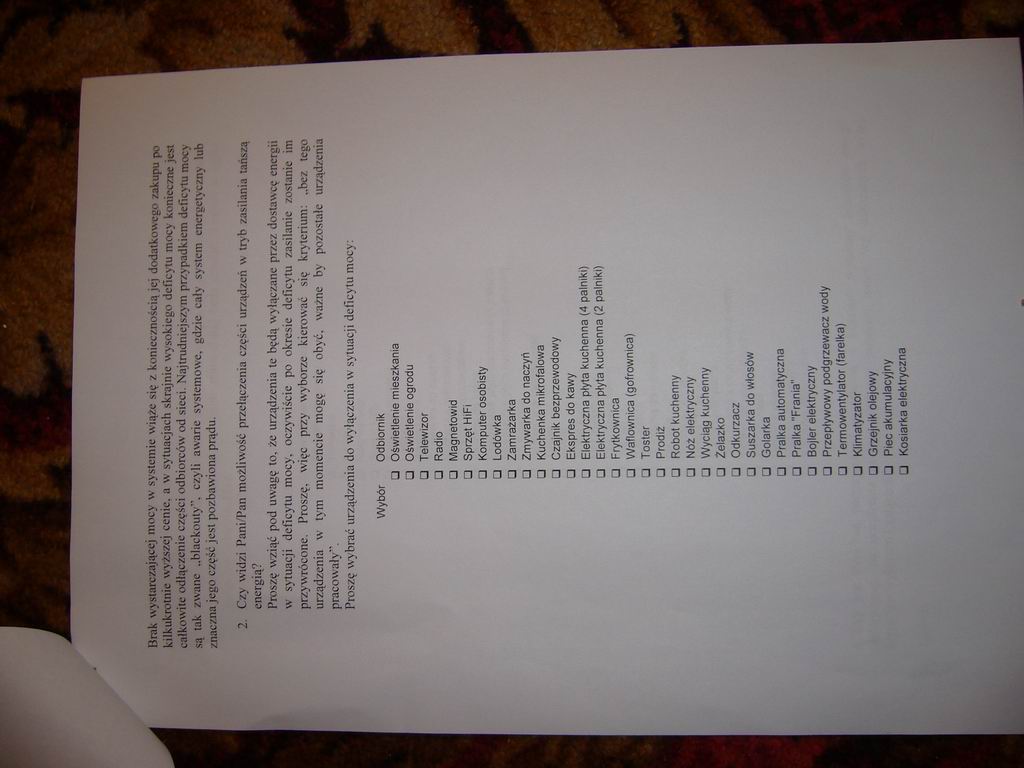 Brak wystarczającej mocy w systemie wiąże się z koniecznością jej dodatkowego zakupu po
kilkukrotnie wyższej cenie, a w sytuacjach skrajnie wysokiego deficytu mocy konieczne jest
całkowite odłączenie części odbiorców od sieci. Najtrudniejszym przypadkiem deficytu mocy
są tak zwane „blackouty”, czyli awarie systemowe, gdzie cały system energetyczny lub
znaczna jego część jest pozbawiona prądu.
2. Czy widzi Pani/Pan możliwość przełączenia części urządzeń w tryb zasilania tańszą
energią?
Proszę wziąć pod uwagę to, że urządzenia te będą wyłączane przez dostawcę energii
w sytuacji deficytu mocy, oczywiście po okresie deficytu zasilanie zostanie im
przywrócone. Proszę, więc przy wyborze kierować się kryterium: „bez tego
urządzenia w tym momencie mogę się obyć, ważne by pozostałe urządzenia
pracowały”.
Proszę wybrać urządzenia do wyłączenia w sytuacji deficytu mocy:
Wybór Odbiornik
☐ Oświetlenie mieszkania
☐ Oświetlenie ogrodu
☐ Telewizor
☐ Radio
☐ Magnetowid
☐ Sprzęt HiFi
☐ Komputer osobisty
☐ Lodówka
☐ Zamrażarka
☐ Zmywarka do naczyń
☐ Kuchenka mikrofalowa
☐ Czajnik bezprzewodowy
☐ Ekspres do kawy
☐ Elektryczna płyta kuchenna (4 palniki)
☐ Elektryczna płyta kuchenna (2 palniki)
☐ Frytkownica
☐ Waflownica (gofrownica)
☐ Toster
☐ Prodiż
☐ Robot kuchenny
☐ Nóż elektryczny
☐ Wyciąg kuchenny
☐ Żelazko
☐ Odkurzacz
☐ Suszarka do włosów
☐ Golarka
☐ Pralka automatyczna
☐ Pralka "Frania"
☐ Bojler elektryczny
☐ Przepływowy podgrzewacz wody
☐ Termowentylator (farelka)
☐ Klimatyzator
☐ Grzejnik olejowy
☐ Piec akumulacyjny
☐ Kosiarka elektryczna